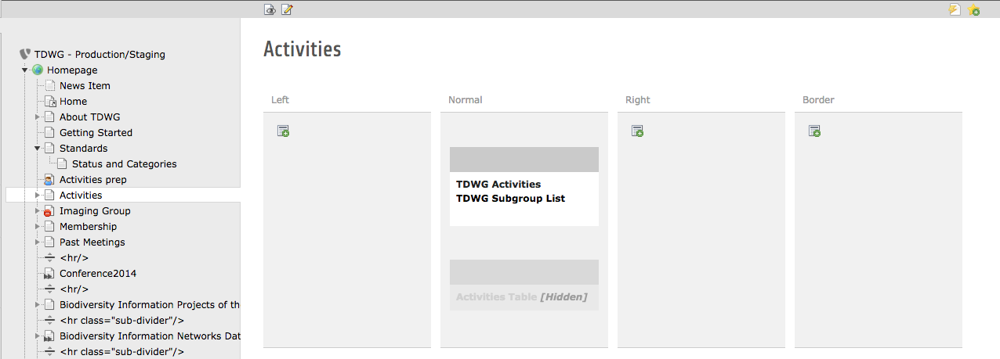 TDWG - Production/Staging
Homepage
News Item
Home
About TDWG
Getting Started
Standards
Status and Categories
Activities prep
Activities
Imaging Group
Membership
Past Meetings
<hr/>
Conference2014
<hr/>
Biodiversity Information Projects of th
<hr class="sub-divider"/>
Biodiversity Information Networks Dat
<hr class="sub-divider"/>
Activities
Left
Normal
Right
Border
TDWG Activities
TDWG Subgroup List
Activities Table [Hidden]